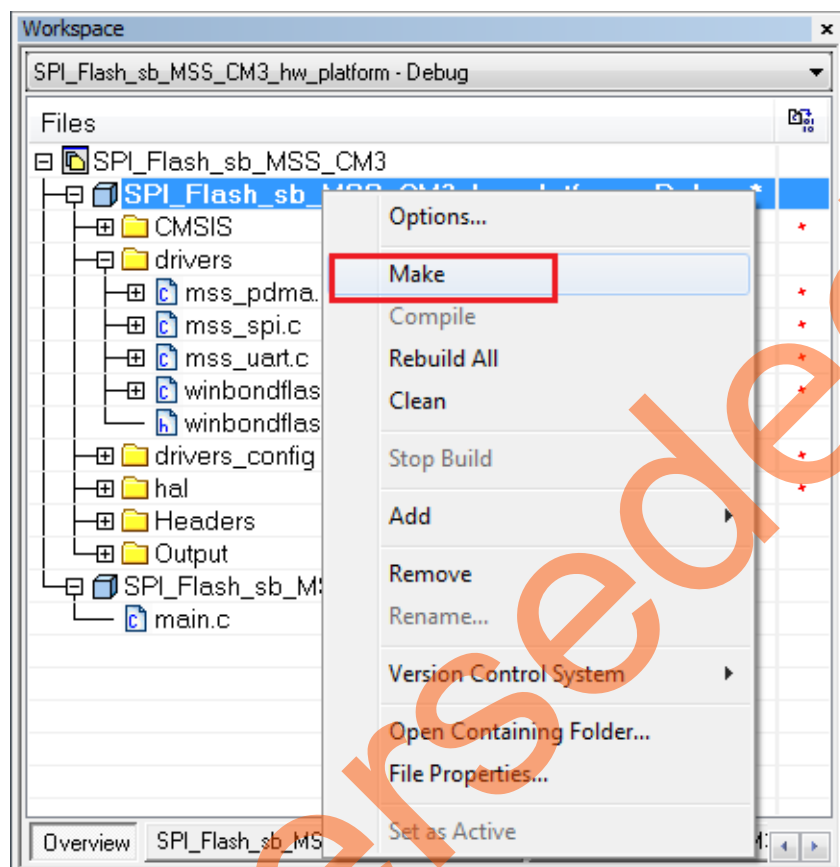 Workspace
SPI_Flash_sb_MSS_CM3_hw_platform - Debug
Files
SPI_Flash_sb_MSS_CM3
SPI_Flash_sb_
Options...
CMSIS
drivers
Make
mss_pdma.
Compile
mss_spi.c
mss_uart.c
Rebuild All
winbondflas
Clean
winbondflas
drivers_config
Stop Build
hal
Add
Headers
Output
Remove
SPI_Flash_sb_M
main.c
Rename...
Version Control System
Open Containing Folder...
File Properties...
Set as Active
Overview
SPI_Flash_sb_MS